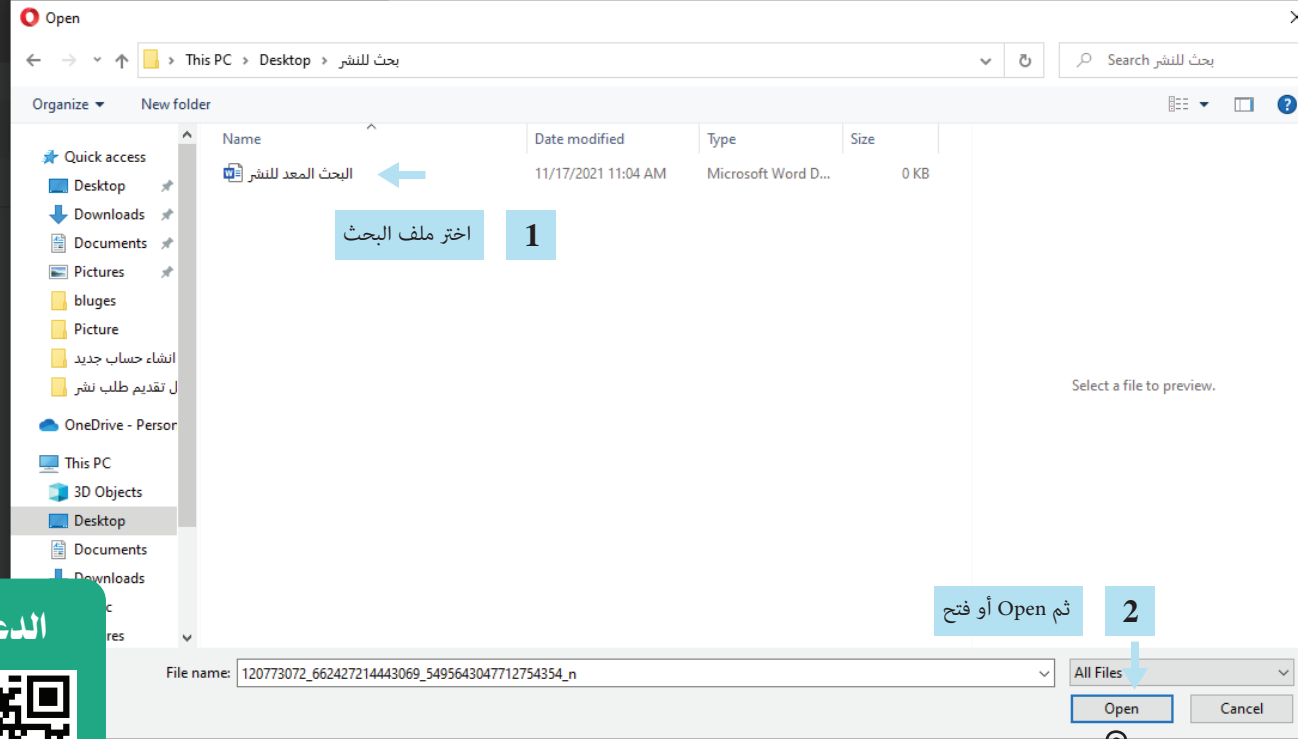 Open
This PC > Desktop > بحث للنشر
Search بحث للنشر
Organize
New folder
Name
Date modified
Type
Size
البحث المعد للنشر
11/17/2021 11:04 AM
Microsoft Word D...
0 KB
1
اختر ملف البحث
Quick access
Desktop
Downloads
Documents
Pictures
bluges
Picture
انشاء حساب جديد
ل تقديم طلب نشر
OneDrive - Person
This PC
3D Objects
Desktop
Documents
Downloads
c
res
Select a file to preview.
2
ثم Open أو فتح
File name:
120773072_662427214443069_5495643047712754354_n
All Files
Open
Cancel